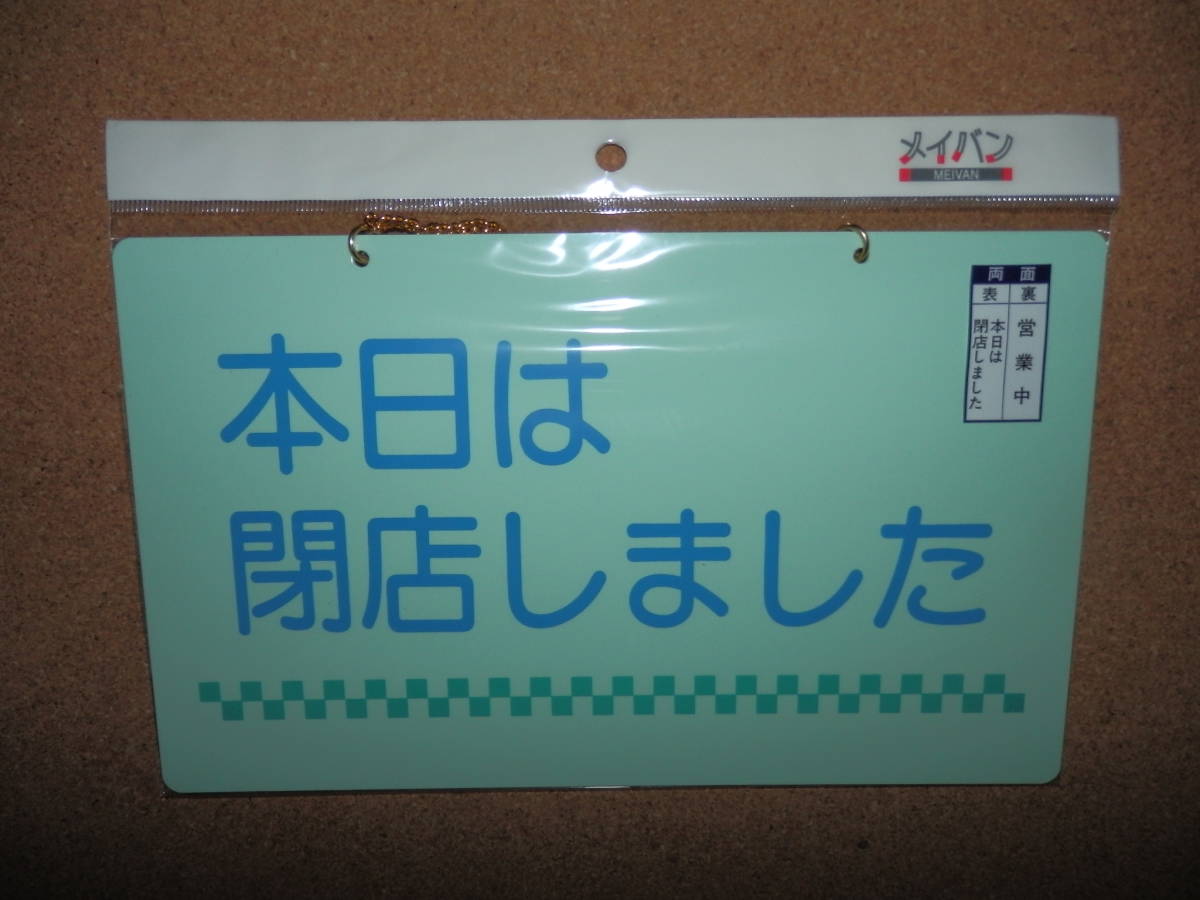 メイバン
MEIVAN
両面
表 裏
本日は
閉店しました
営業中
本日は
閉店しました